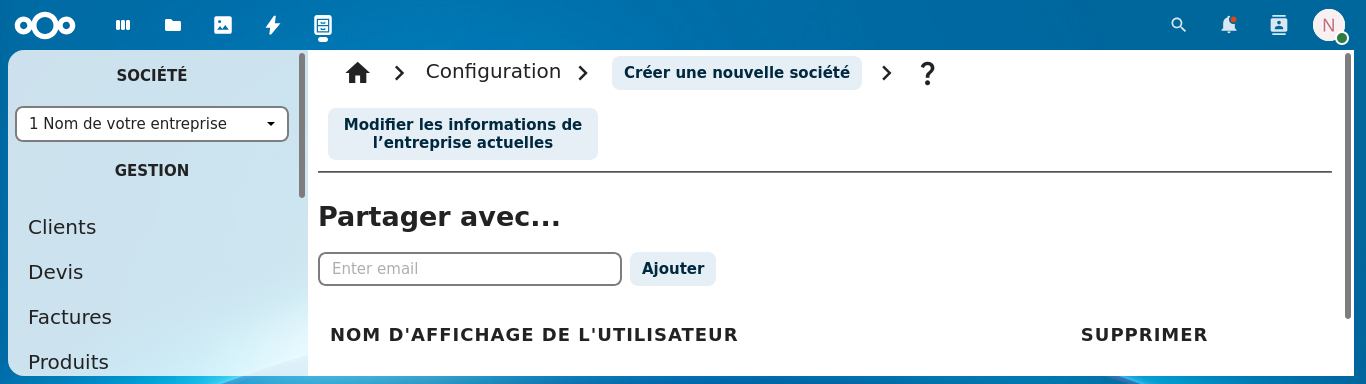 N
SOCIÉTÉ
1 Nom de votre entreprise
GESTION
Clients
Devis
Factures
Produits
Configuration
Créer une nouvelle société
?
Modifier les informations de
l’entreprise actuelles
Partager avec...
Enter email
Ajouter
NOM D'AFFICHAGE DE L'UTILISATEUR SUPPRIMER